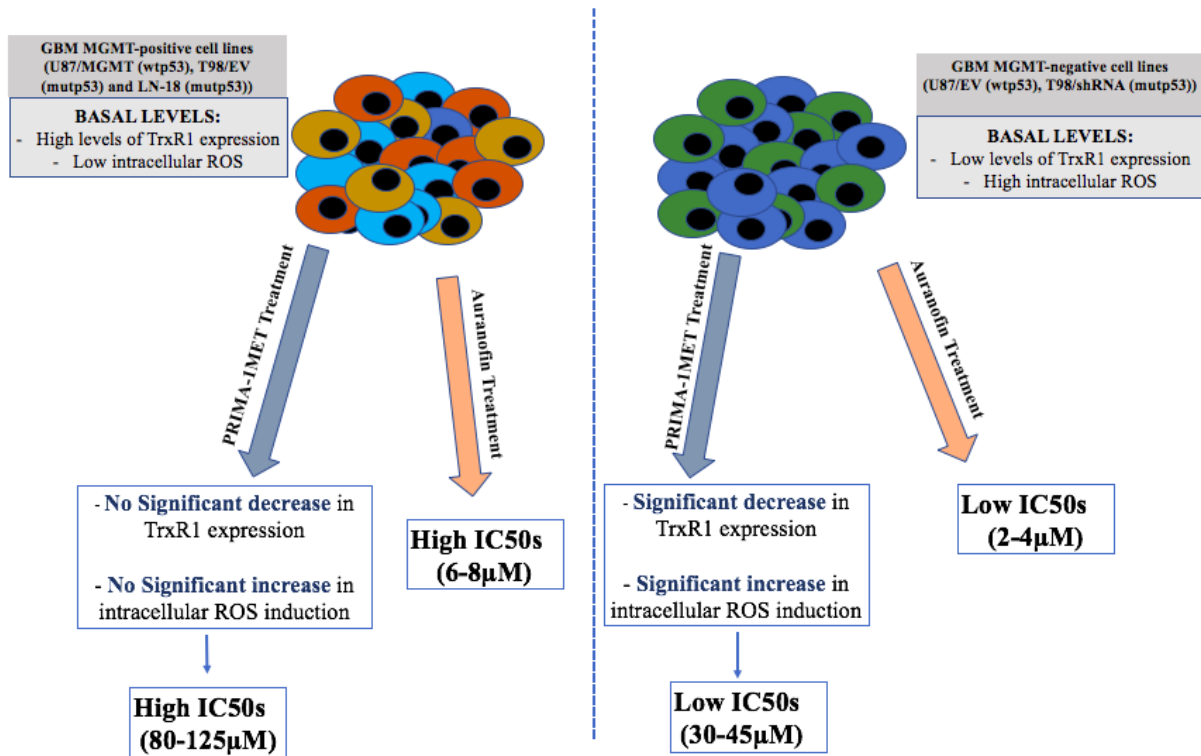 GBM MGMT-positive cell lines
(U87/MGMT (wtp53), T98/EV
(mutp53) and LN-18 (mutp53))
BASAL LEVELS:
- High levels of TrxR1 expression
- Low intracellular ROS
PRIMA-1MET Treatment
Auranofin Treatment
- No Significant decrease in
TrxR1 expression
- No Significant increase in
intracellular ROS induction
High IC50s
(6-8μM)
High IC50s
(80-125μM)
GBM MGMT-negative cell lines
(U87/EV (wtp53), T98/shRNA (mutp53))
BASAL LEVELS:
- Low levels of TrxR1 expression
- High intracellular ROS
PRIMA-1MET Treatment
Auranofin Treatment
- Significant decrease in
TrxR1 expression
- Significant increase in
intracellular ROS induction
Low IC50s
(2-4μM)
Low IC50s
(30-45μM)